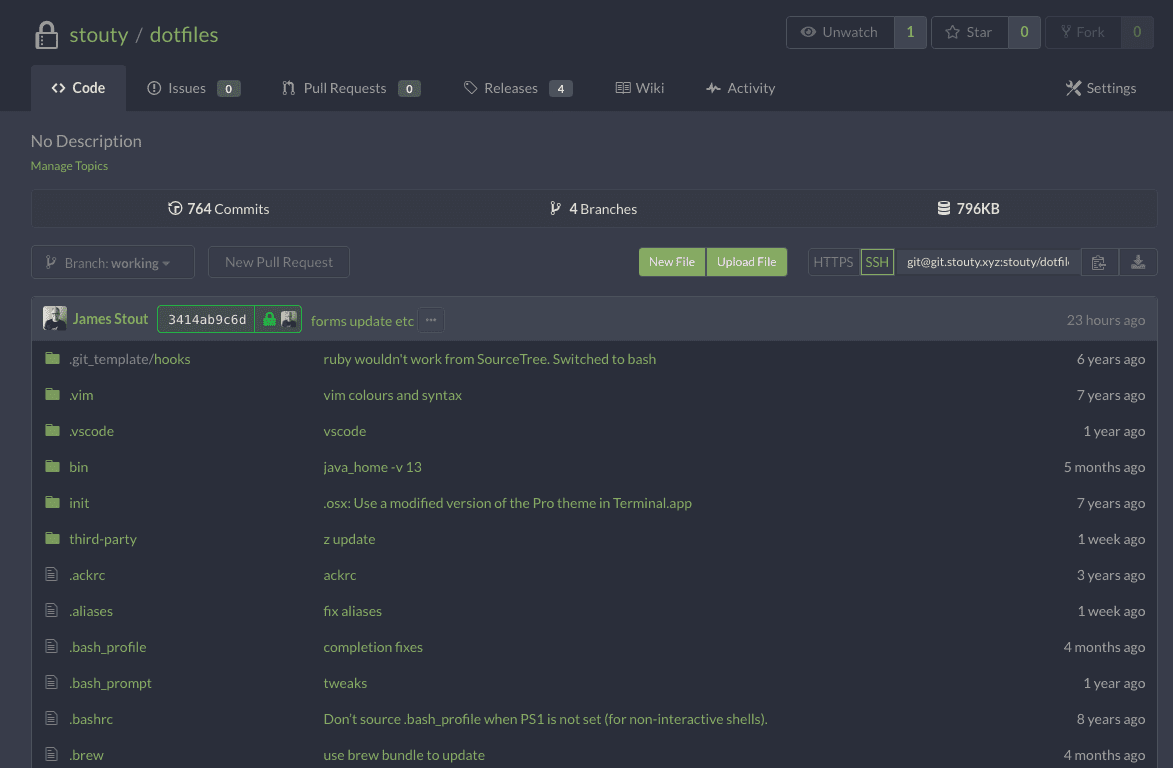 stouty / dotfiles
Unwatch 1 Star 0 Fork 0
Code Issues 0 Pull Requests 0 Releases 4 Wiki Activity Settings
No Description
Manage Topics
764 Commits 4 Branches 796KB
Branch: working New Pull Request New File Upload File HTTPS SSH git@git.stouty.xyz:stouty/dotfil
James Stout 3414ab9c6d forms update etc ... 23 hours ago
.git_template/hooks ruby wouldn't work from SourceTree. Switched to bash 6 years ago
.vim vim colours and syntax 7 years ago
.vscode vscode 1 year ago
bin java_home -v 13 5 months ago
init .osx: Use a modified version of the Pro theme in Terminal.app 7 years ago
third-party z update 1 week ago
.ackrc ackrc 3 years ago
.aliases fix aliases 1 week ago
.bash_profile completion fixes 4 months ago
.bash_prompt tweaks 1 year ago
.bashrc Don't source .bash_profile when PS1 is not set (for non-interactive shells). 8 years ago
.brew use brew bundle to update 4 months ago